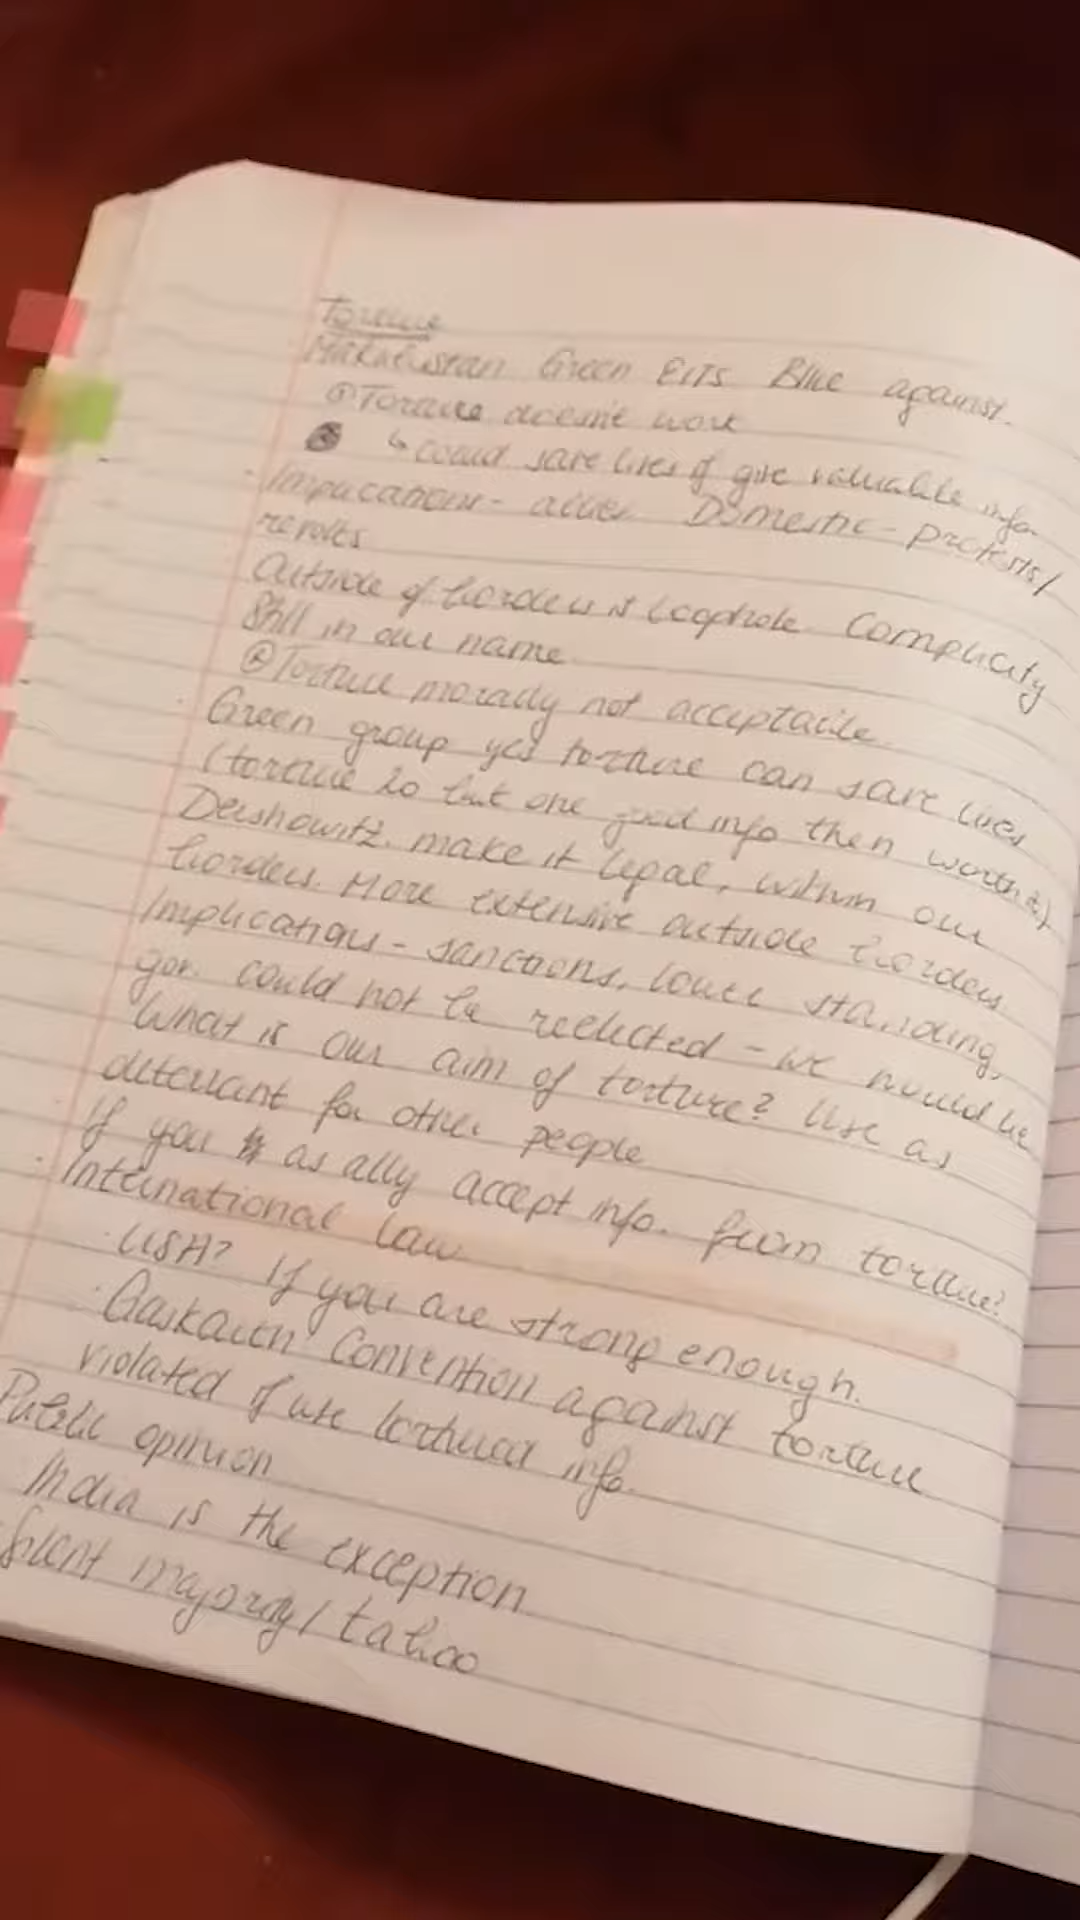 Torture
Green EITs Blue against.
① Torture doesn't work
↳ could save lives if give valuable info.
Implications - allies Domestic - protests/
revolts
Outside of borders is loophole. Complicity
Still in our name.
② Torture morally not acceptable.
Green group yes torture can save lives
(torture 20 but one good info then worth it)
Dershowitz. make it legal, within our
borders. More extensive outside borders
Implications - sanctions, lower standing,
gov. could not be reelected - we would be
What is our aim of torture? Use as
deterrant for other people
If you as ally accept info. from torture?
International law
USA? If you are strong enough.
Convention against torture
violated if use tortured info.
Public opinion
India is the exception
Silent majority / taboo